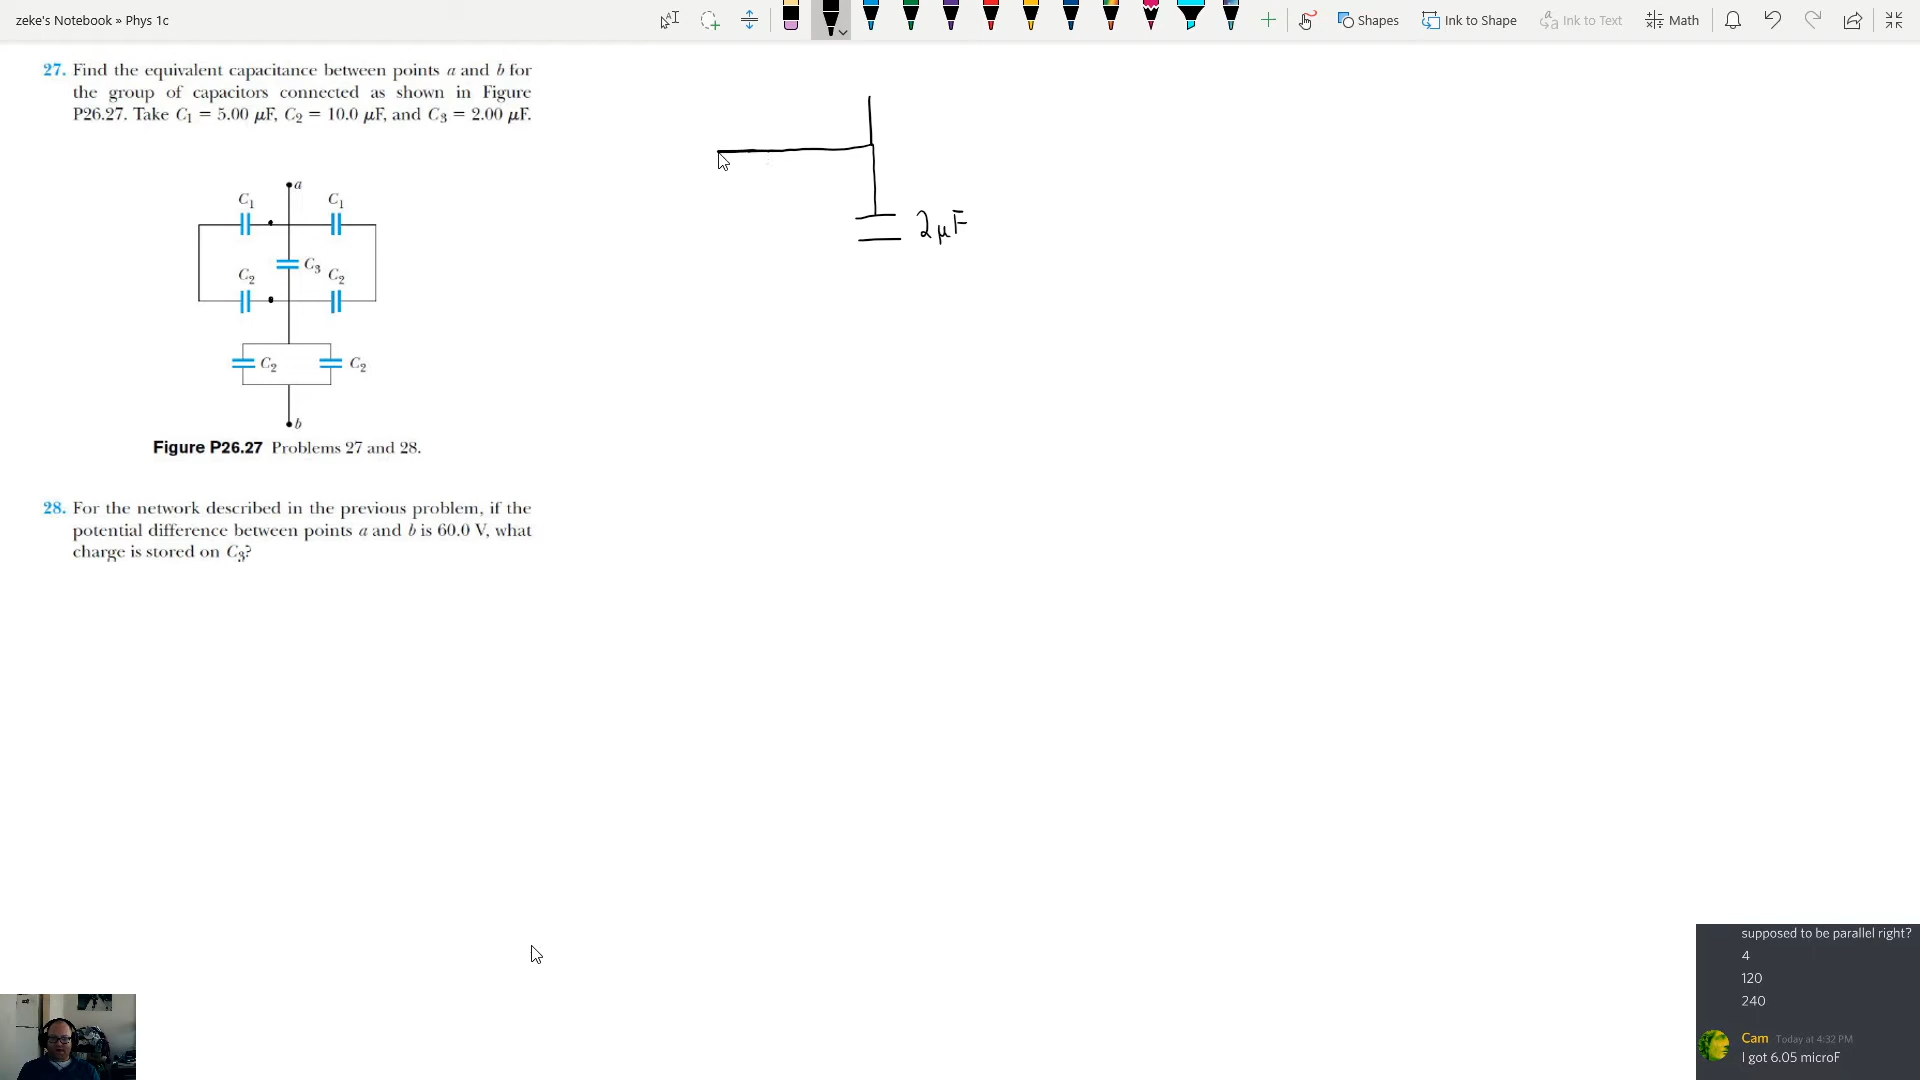 zeke's Notebook » Phys 1c
Shapes
Ink to Shape
Ink to Text
Math
27. Find the equivalent capacitance between points a and b for
the group of capacitors connected as shown in Figure
P26.27. Take C₁ = 5.00 μF, C₂ = 10.0 μF, and C₃ = 2.00 μF.
a
C₁
C₁
C₃
C₂
C₂
C₂
C₂
b
Figure P26.27 Problems 27 and 28.
28. For the network described in the previous problem, if the
potential difference between points a and b is 60.0 V, what
charge is stored on C₃?
2μF
supposed to be parallel right?
4
120
240
Cam Today at 4:32 PM
I got 6.05 microF